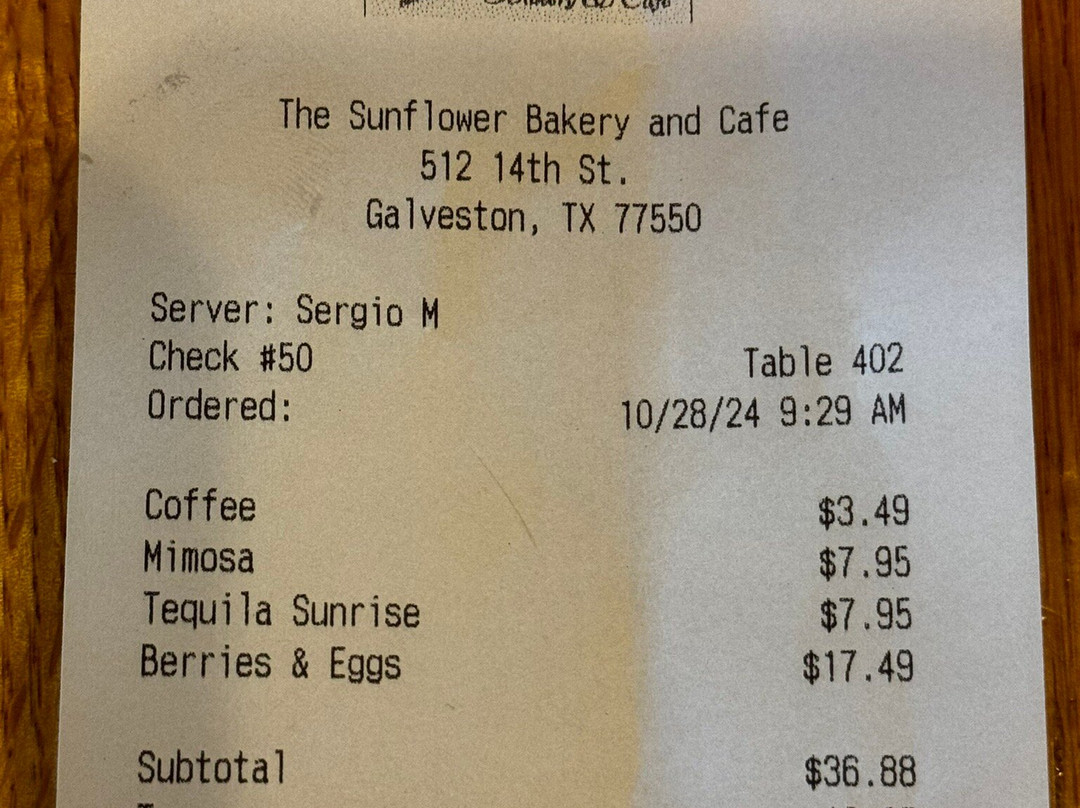 The Sunflower Bakery and Cafe
512 14th St.
Galveston, TX 77550
Server: Sergio M
Check #50 Table 402
Ordered: 10/28/24 9:29 AM
Coffee $3.49
Mimosa $7.95
Tequila Sunrise $7.95
Berries & Eggs $17.49
Subtotal $36.88